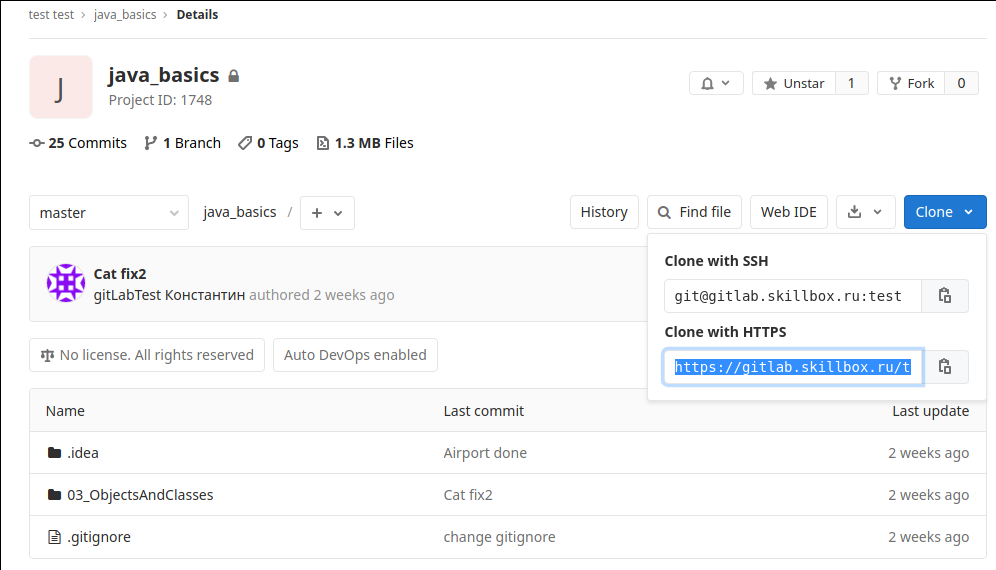 test test > java_basics > Details
J
java_basics
Project ID: 1748
Unstar 1 Fork 0
25 Commits 1 Branch 0 Tags 1.3 MB Files
master java_basics / + History Find file Web IDE Clone
Clone with SSH
git@gitlab.skillbox.ru:test
Clone with HTTPS
https://gitlab.skillbox.ru/t
Cat fix2
gitLabTest Константин authored 2 weeks ago
No license. All rights reserved Auto DevOps enabled
Name Last commit Last update
.idea Airport done 2 weeks ago
03_ObjectsAndClasses Cat fix2 2 weeks ago
.gitignore change gitignore 2 weeks ago